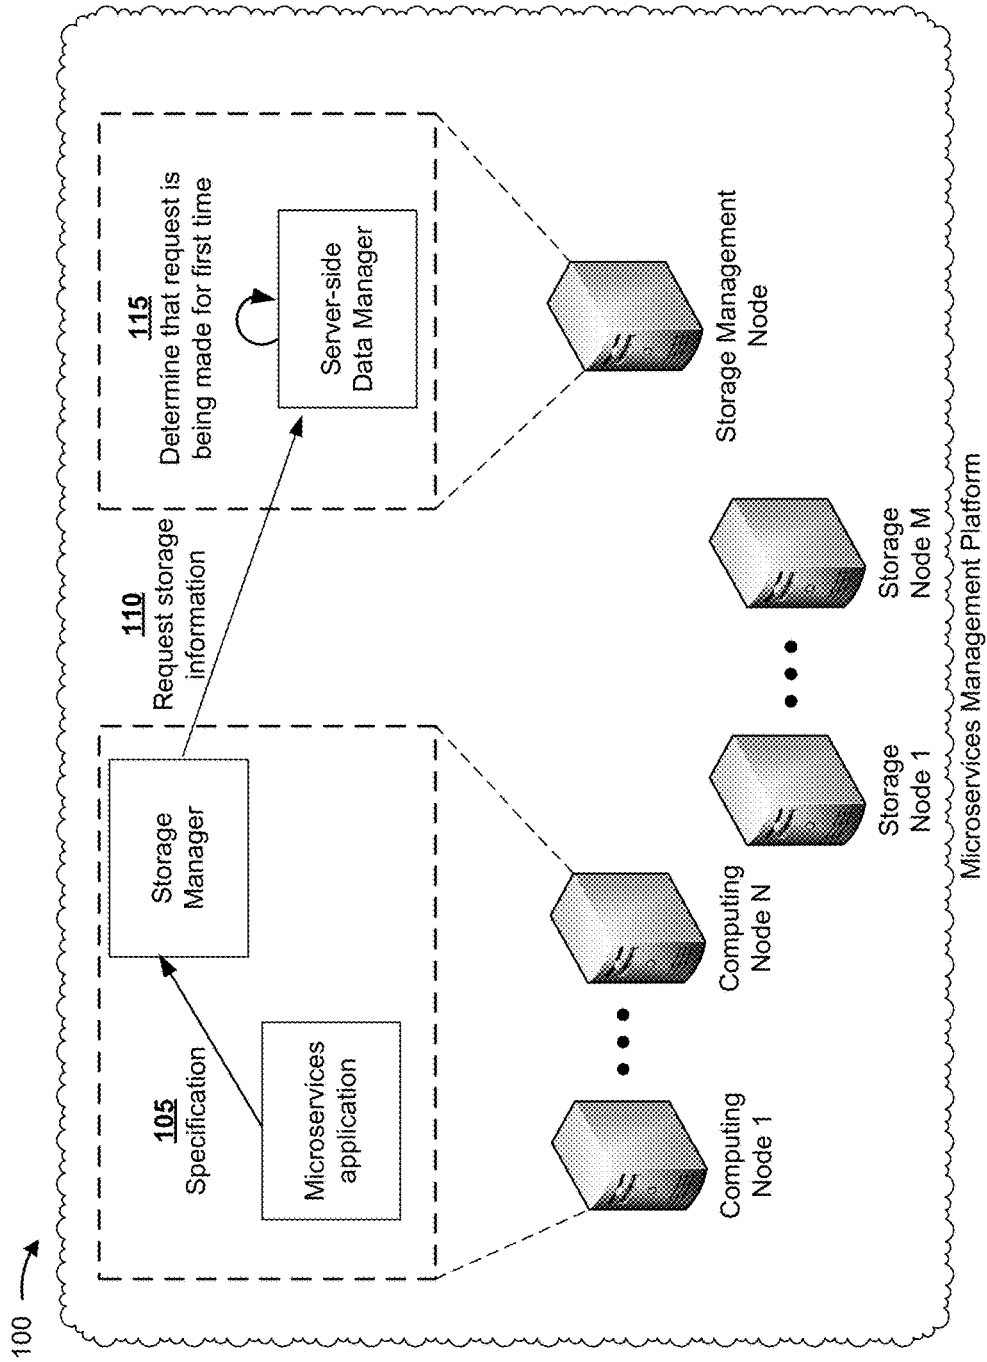 100
105
Specification
Microservices
application
Storage
Manager
110
Request storage
information
115
Determine that request is
being made for first time
Server-side
Data Manager
Computing
Node 1
Computing
Node N
Storage
Node 1
Storage
Node M
Storage Management
Node
Microservices Management Platform